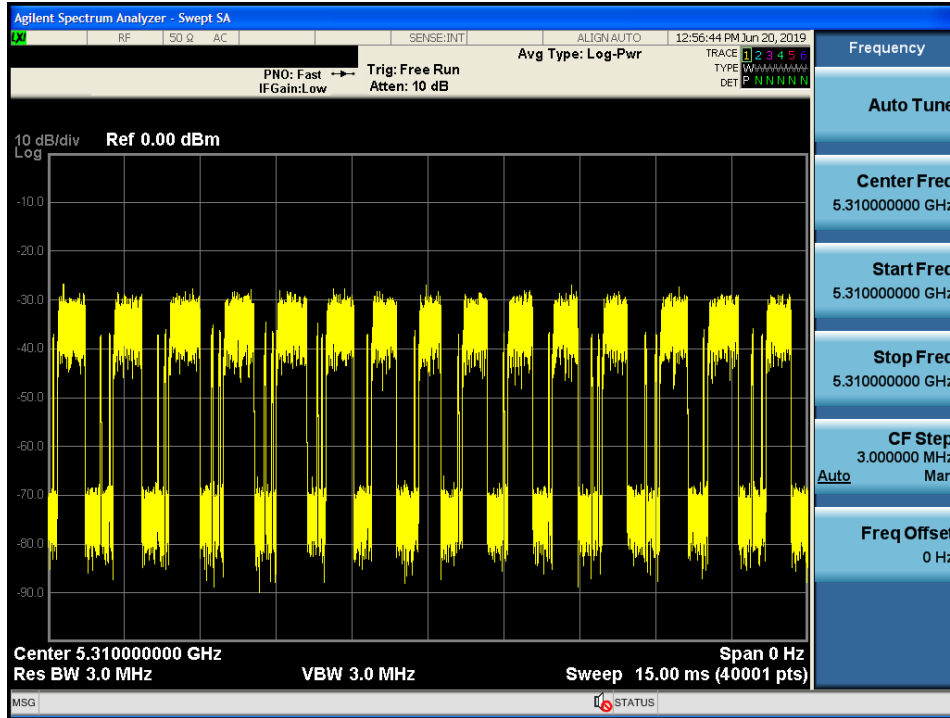 Agilent Spectrum Analyzer - Swept SA
LXI RF 50 Ω AC SENSE:INT ALIGN AUTO 12:56:44 PM Jun 20, 2019
Frequency
Avg Type: Log-Pwr
TRACE 1 2 3 4 5 6
PNO: Fast
Trig: Free Run
TYPE WWWWWW
IFGain:Low
Atten: 10 dB
DET P N N N N N
Auto Tune
10 dB/div Ref 0.00 dBm
Log
Center Freq
5.310000000 GHz
-10.0
-20.0
Start Freq
5.310000000 GHz
-30.0
-40.0
Stop Freq
5.310000000 GHz
-50.0
-60.0
CF Step
3.000000 MHz
Auto Man
-70.0
-80.0
Freq Offset
0 Hz
-90.0
Center 5.310000000 GHz Span 0 Hz
Res BW 3.0 MHz VBW 3.0 MHz Sweep 15.00 ms (40001 pts)
MSG STATUS